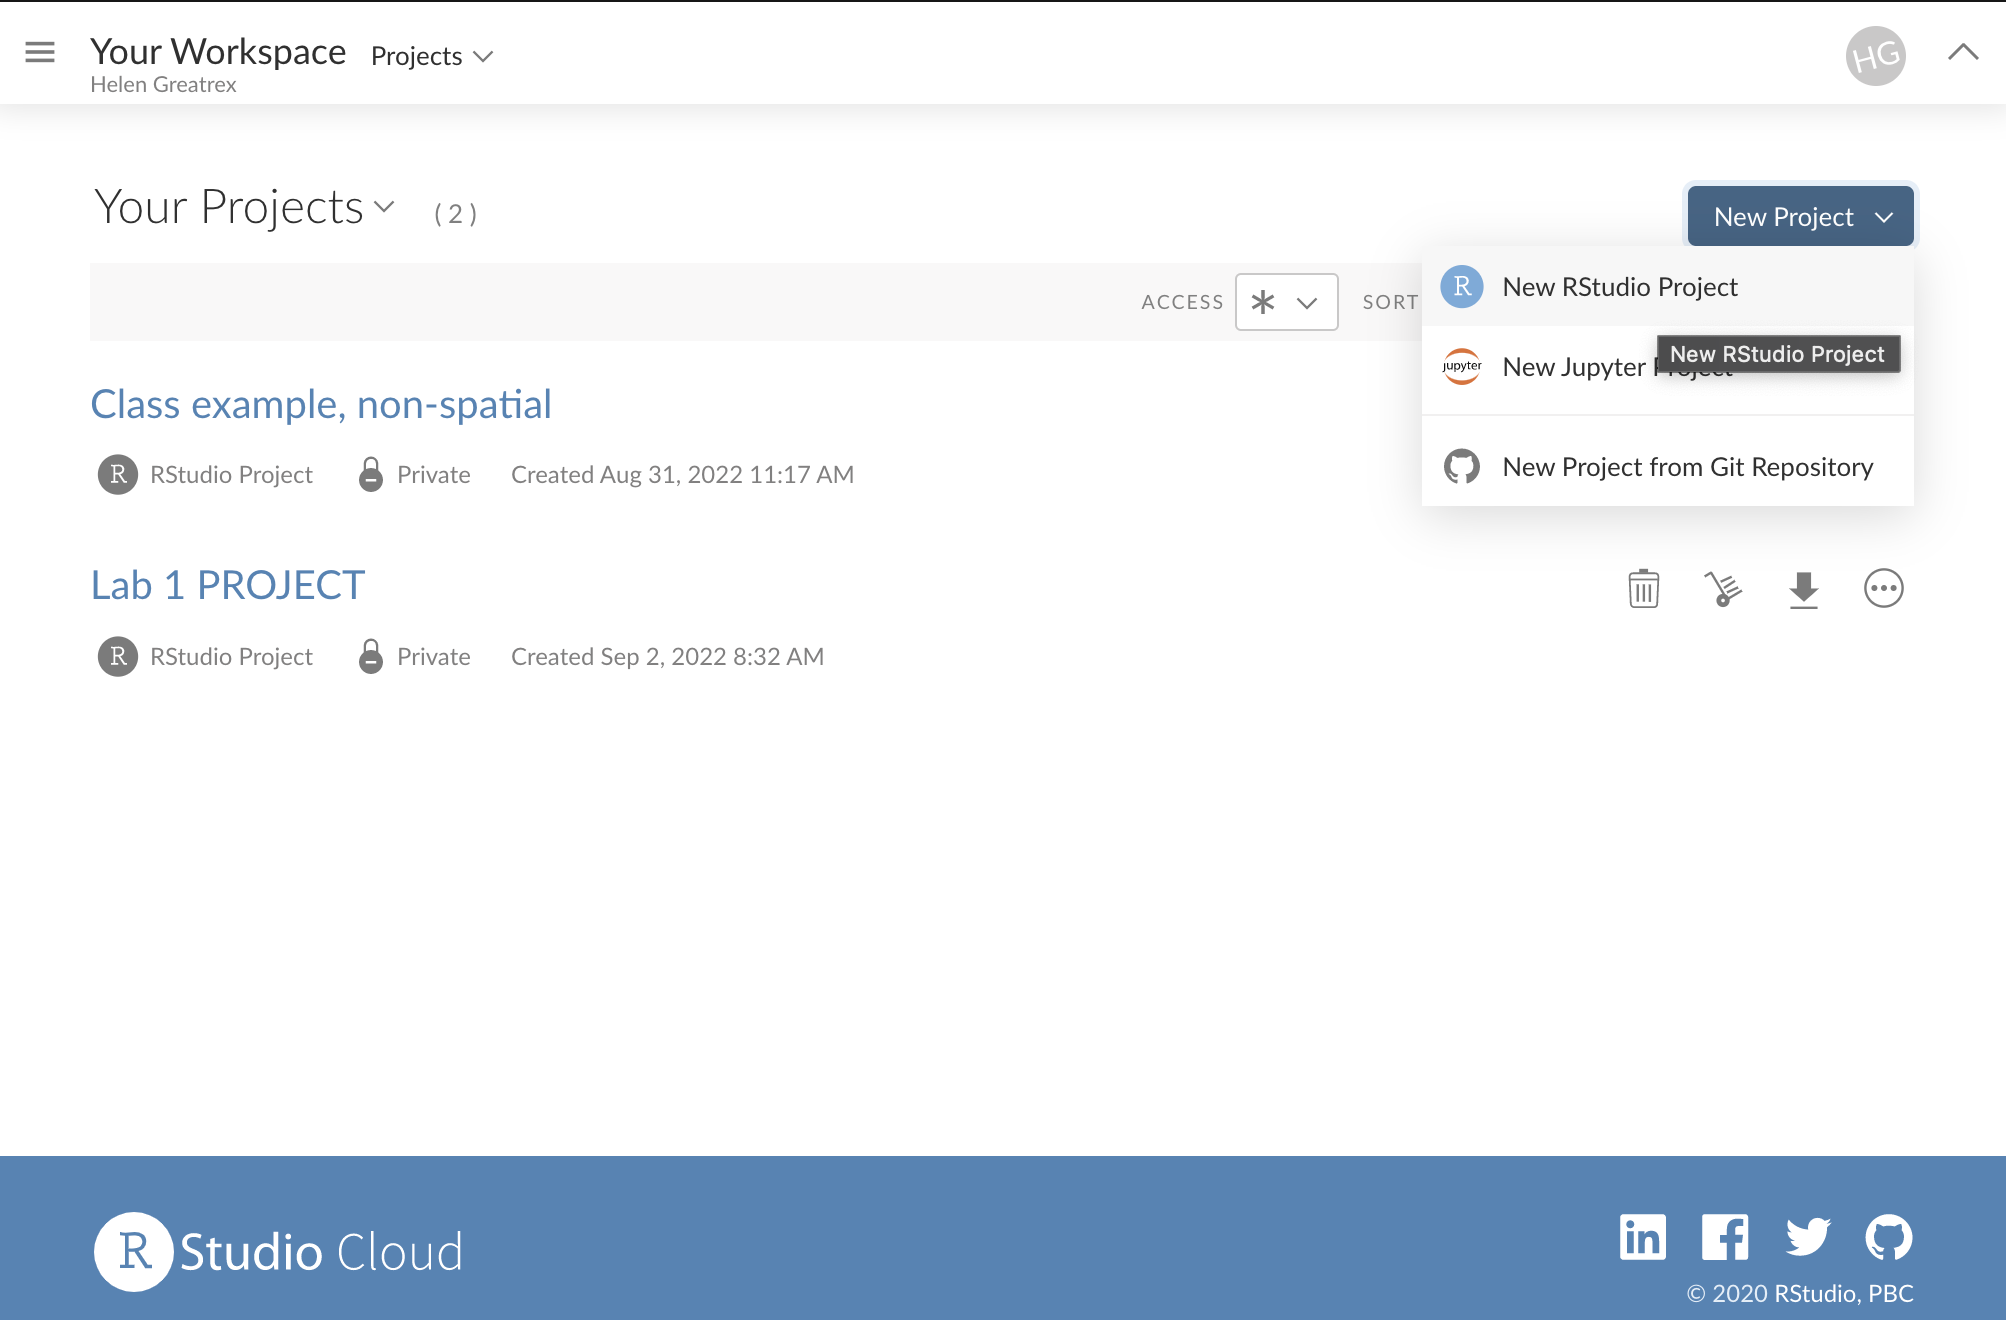 Your Workspace Projects
Helen Greatrex
HG
Your Projects (2)
New Project
ACCESS * SORT
R New RStudio Project
New RStudio Project
jupyter New Jupyter Project
New Project from Git Repository
Class example, non-spatial
R RStudio Project Private Created Aug 31, 2022 11:17 AM
Lab 1 PROJECT
R RStudio Project Private Created Sep 2, 2022 8:32 AM
R Studio Cloud
in
© 2020 RStudio, PBC